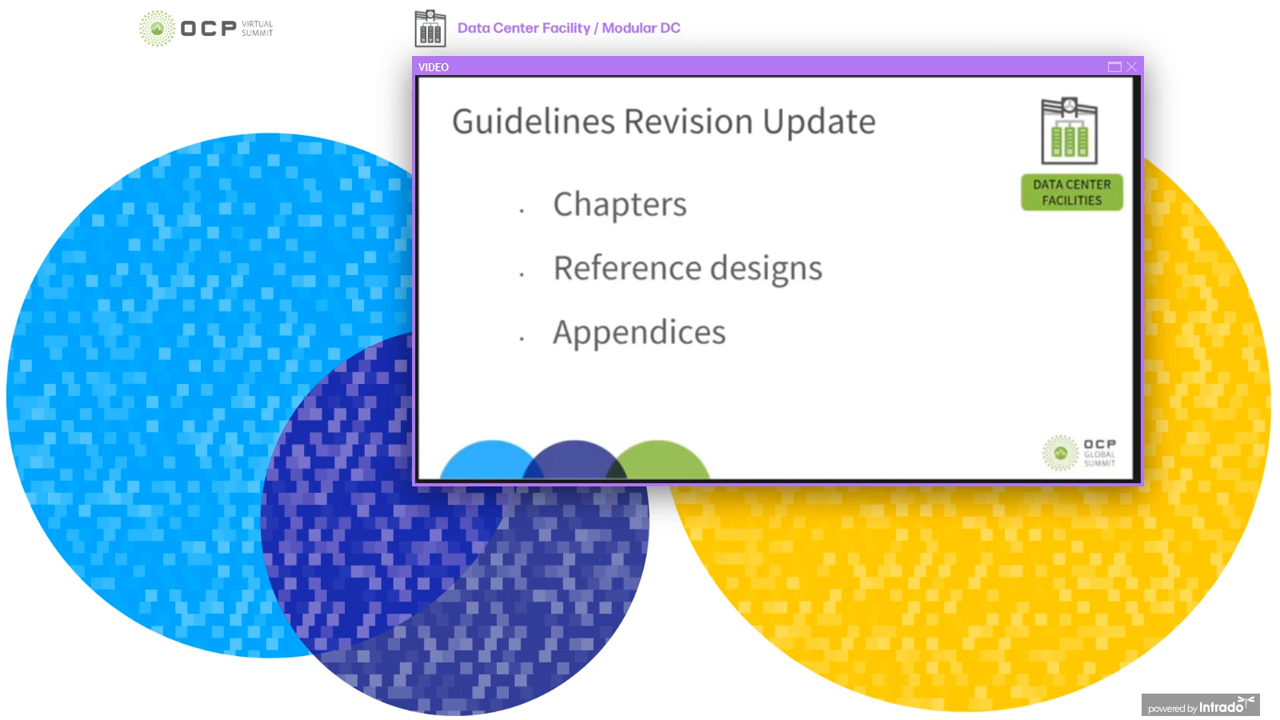 OCP VIRTUAL
SUMMIT
Data Center Facility / Modular DC
VIDEO
Guidelines Revision Update
DATA CENTER
FACILITIES
. Chapters
. Reference designs
. Appendices
OCP
GLOBAL
SUMMIT
powered by Intrado